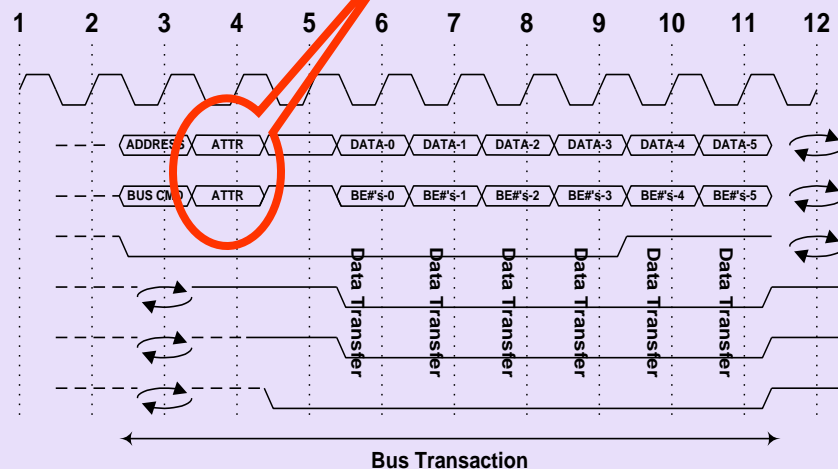 1 2 3 4 5 6 7 8 9 10 11 12
ADDRESS ATTR DATA-0 DATA-1 DATA-2 DATA-3 DATA-4 DATA-5
BUS CMD ATTR BE#'s-0 BE#'s-1 BE#'s-2 BE#'s-3 BE#'s-4 BE#'s-5
Data Transfer
Data Transfer
Data Transfer
Data Transfer
Data Transfer
Data Transfer
Bus Transaction